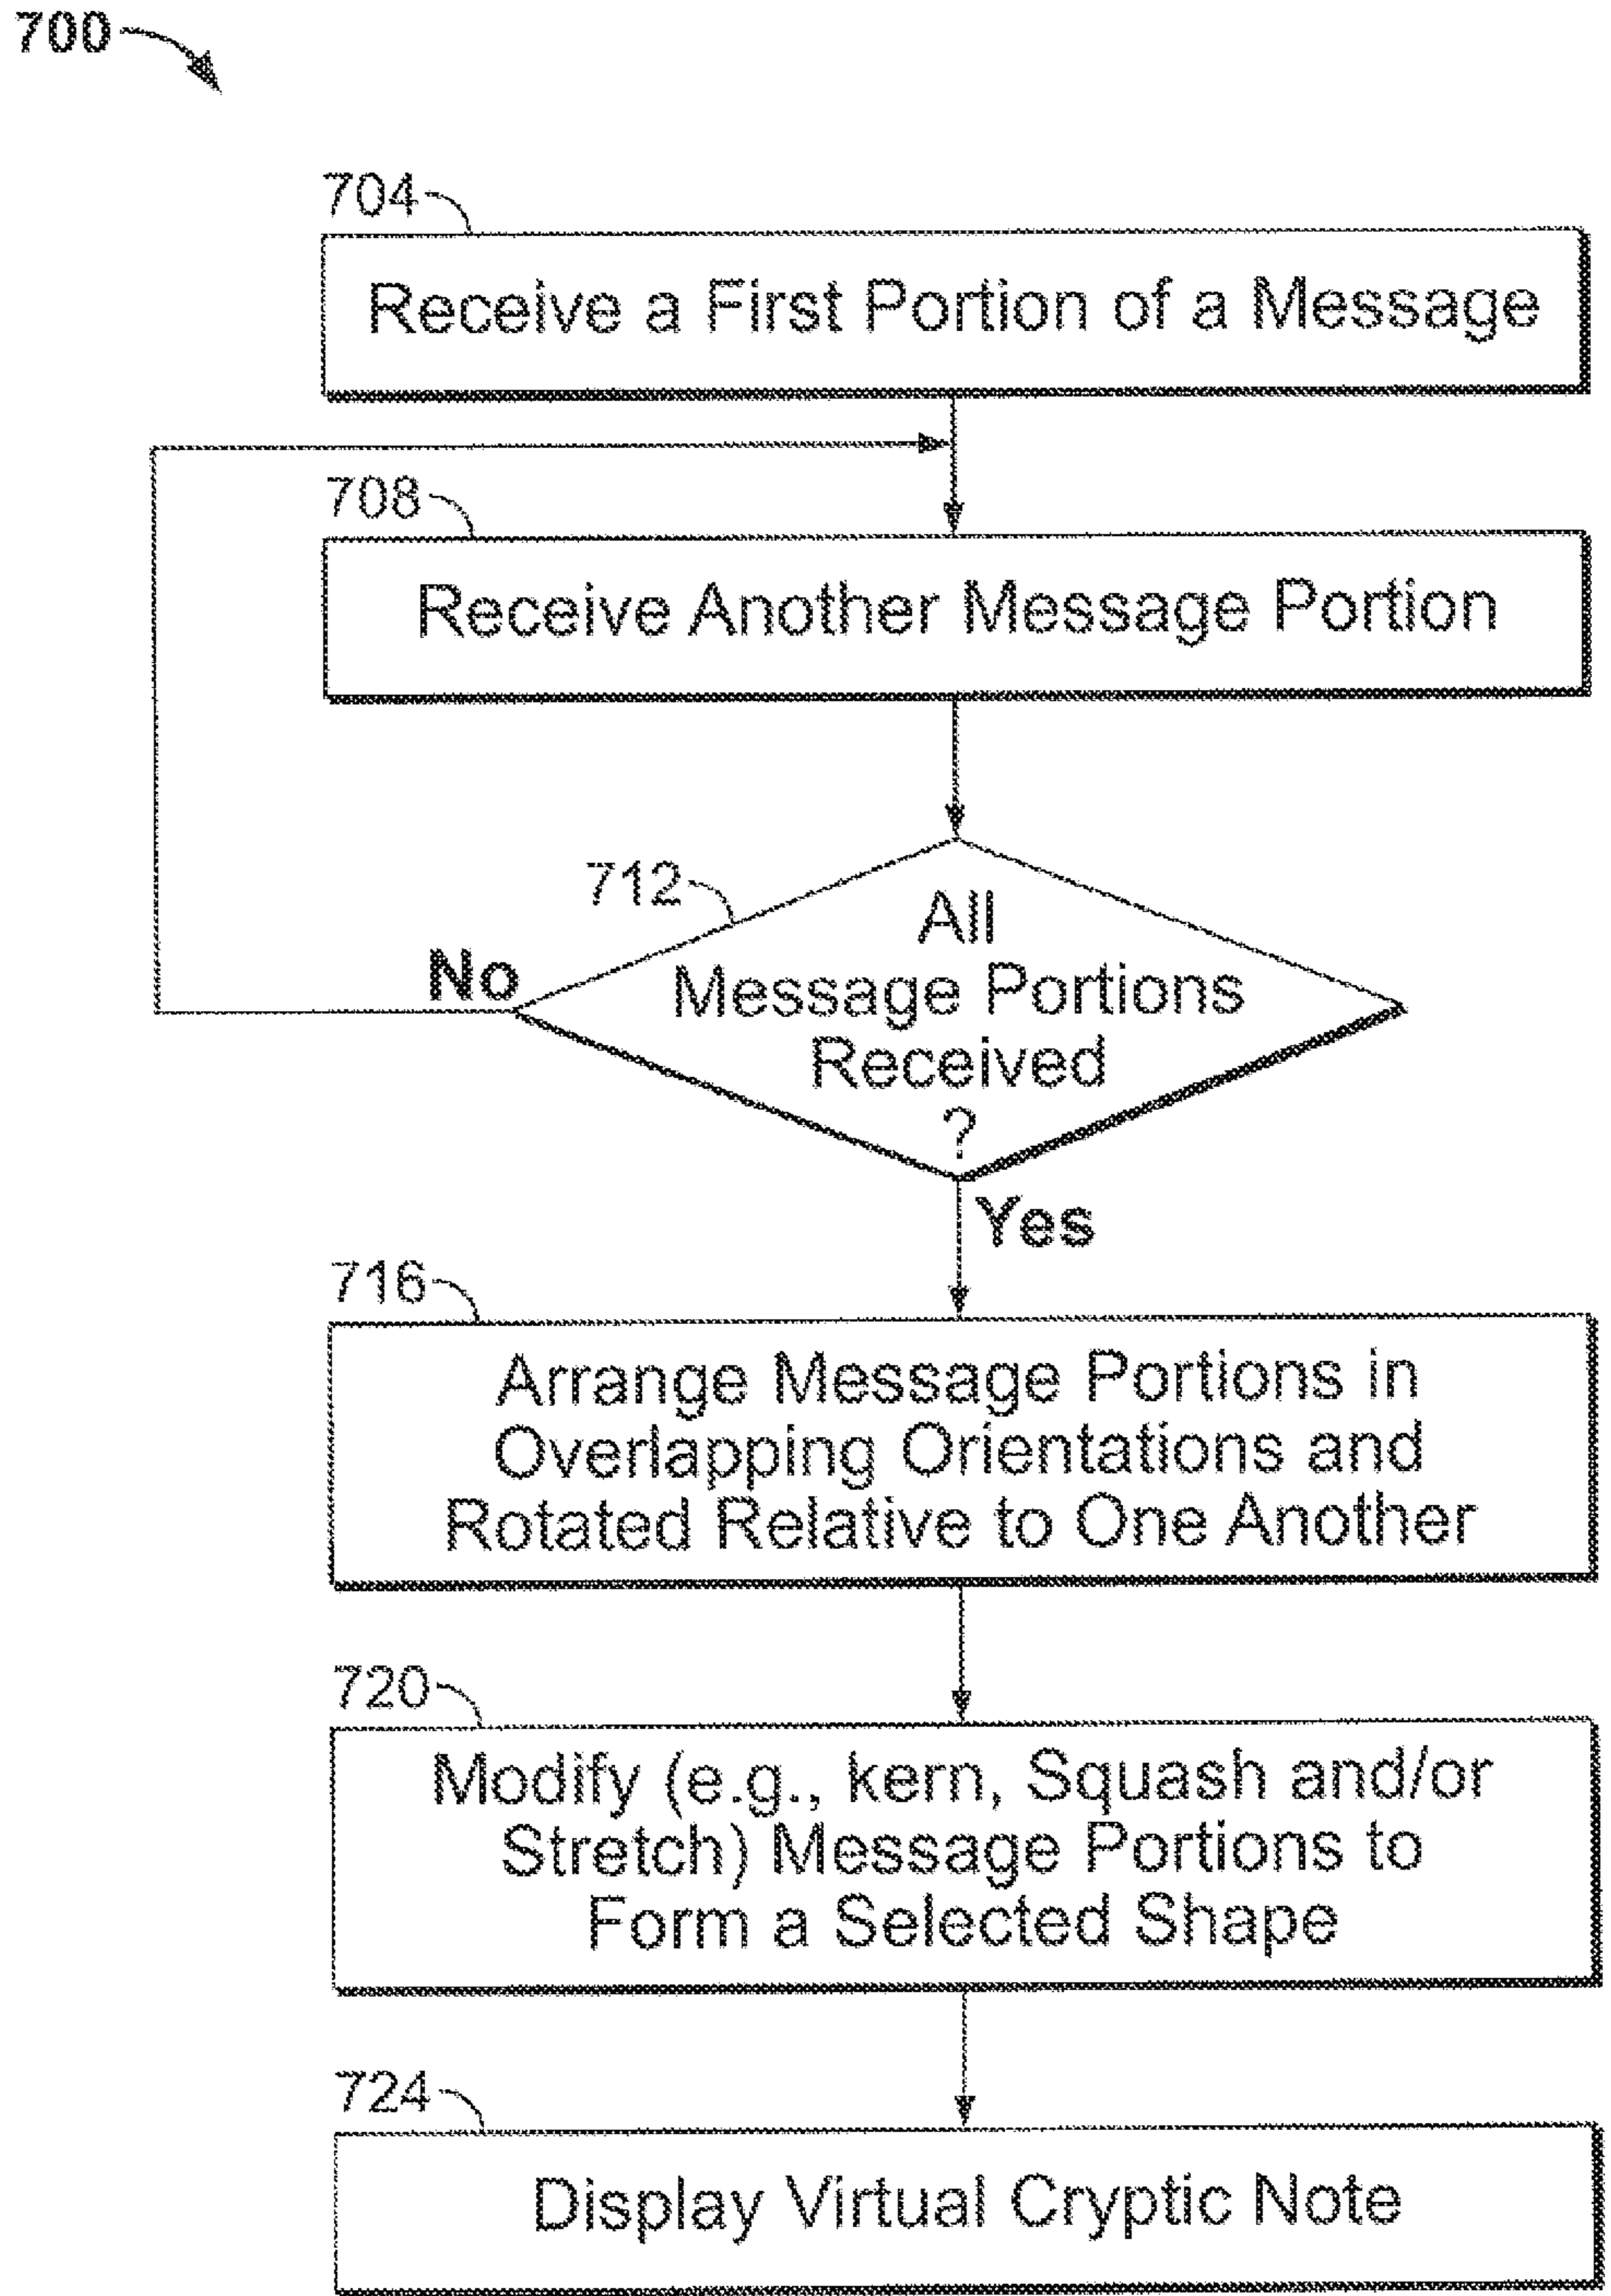 700
704
Receive a First Portion of a Message
708
Receive Another Message Portion
712
All
Message Portions
Received
?
No
Yes
716
Arrange Message Portions in
Overlapping Orientations and
Rotated Relative to One Another
720
Modify (e.g., kern, Squash and/or
Stretch) Message Portions to
Form a Selected Shape
724
Display Virtual Cryptic Note